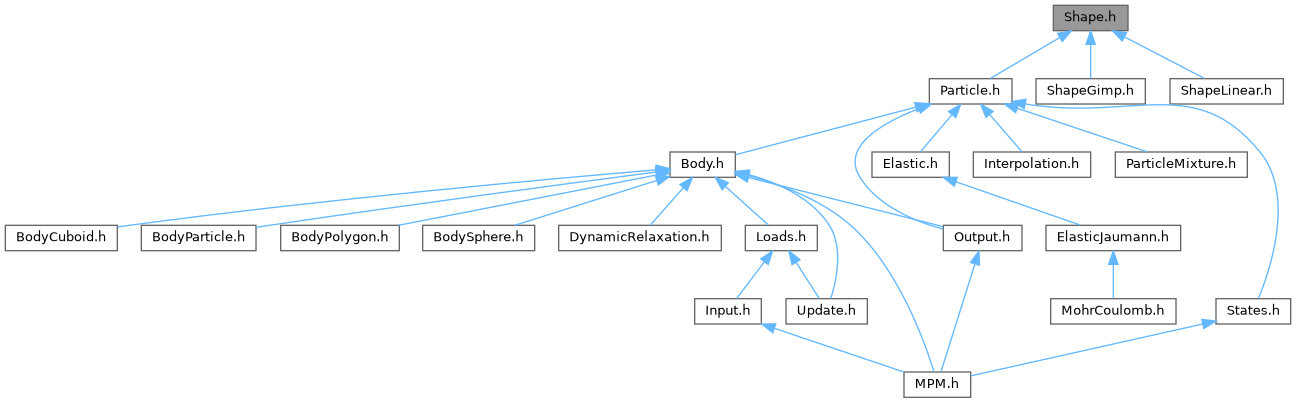 Shape.h
Particle.h
ShapeGimp.h
ShapeLinear.h
Body.h
Elastic.h
Interpolation.h
ParticleMixture.h
BodyCuboid.h
BodyParticle.h
BodyPolygon.h
BodySphere.h
DynamicRelaxation.h
Loads.h
Output.h
ElasticJaumann.h
Input.h
Update.h
MohrCoulomb.h
States.h
MPM.h